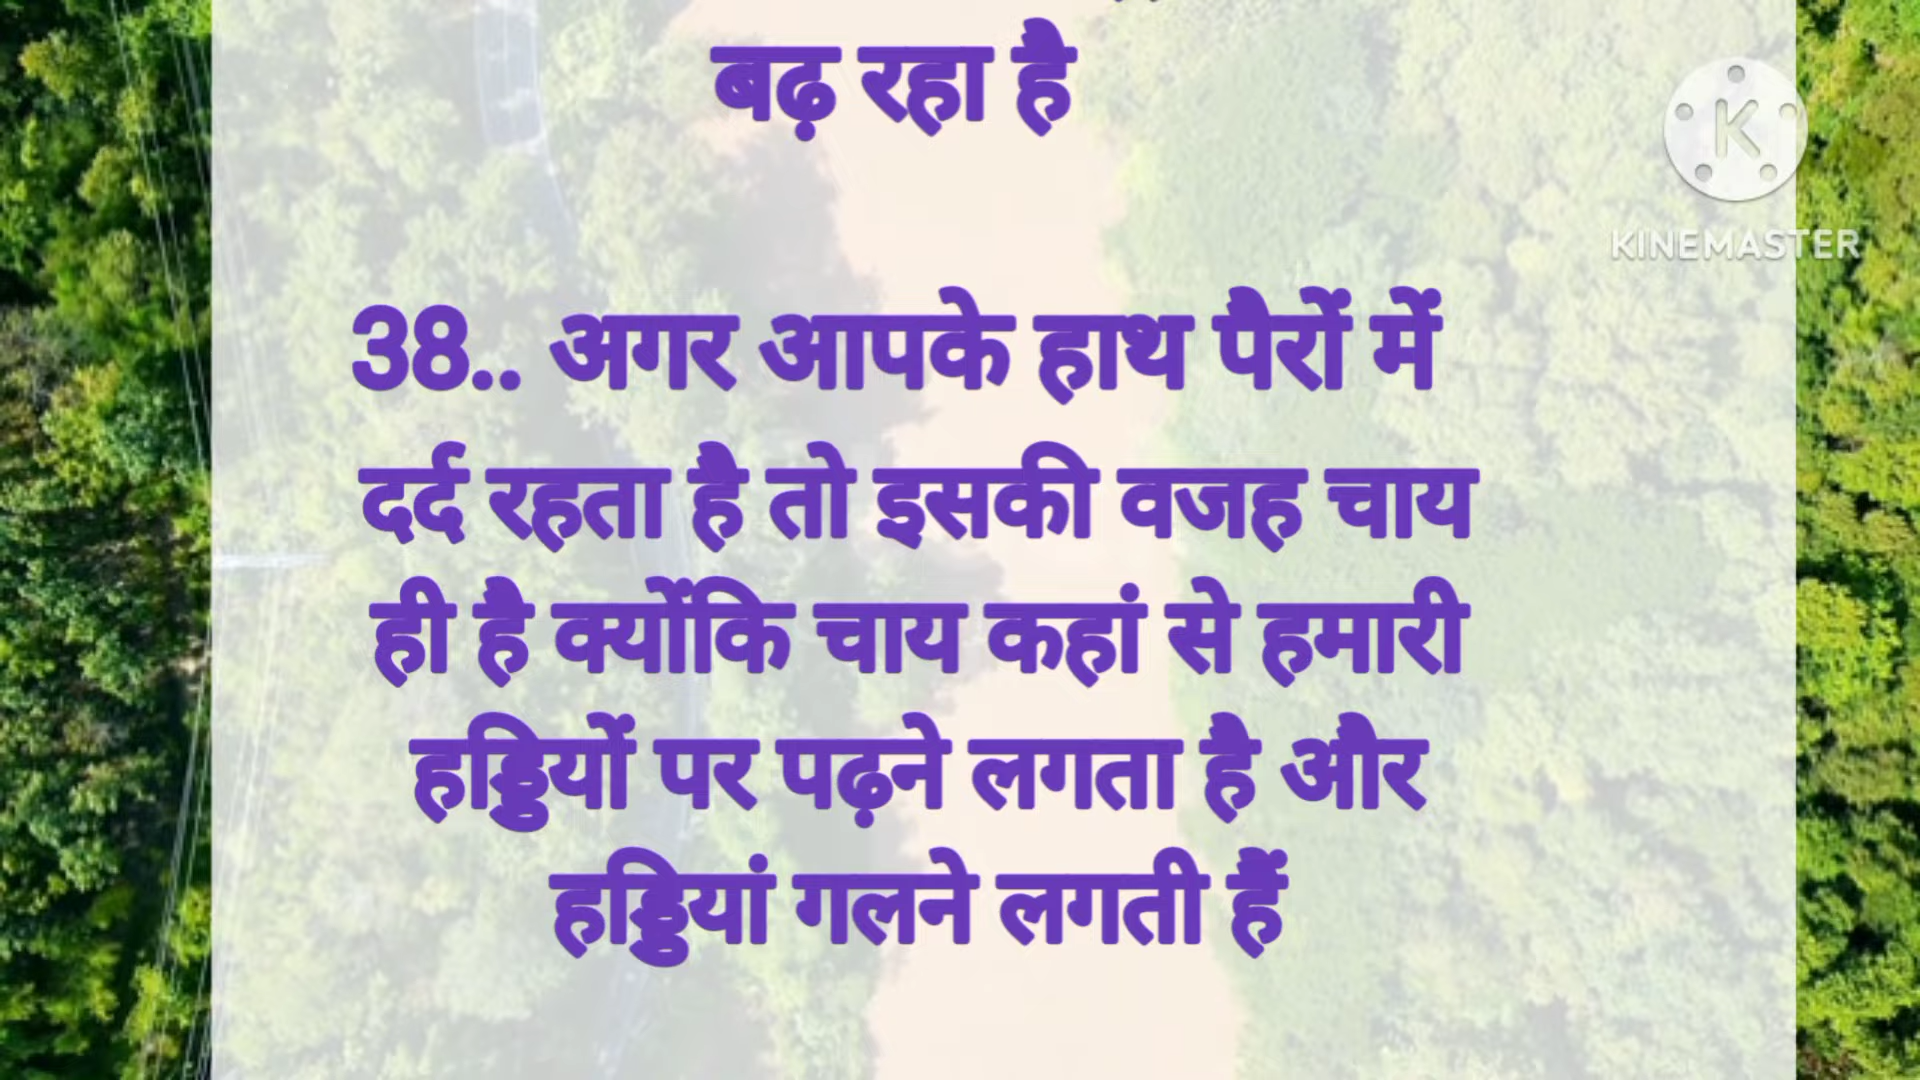 बढ़ रहा है
KINEMASTER
38.. अगर आपके हाथ पैरों में
दर्द रहता है तो इसकी वजह चाय
ही है क्योंकि चाय कहां से हमारी
हड्डियों पर पढ़ने लगता है और
हड्डियां गलने लगती हैं